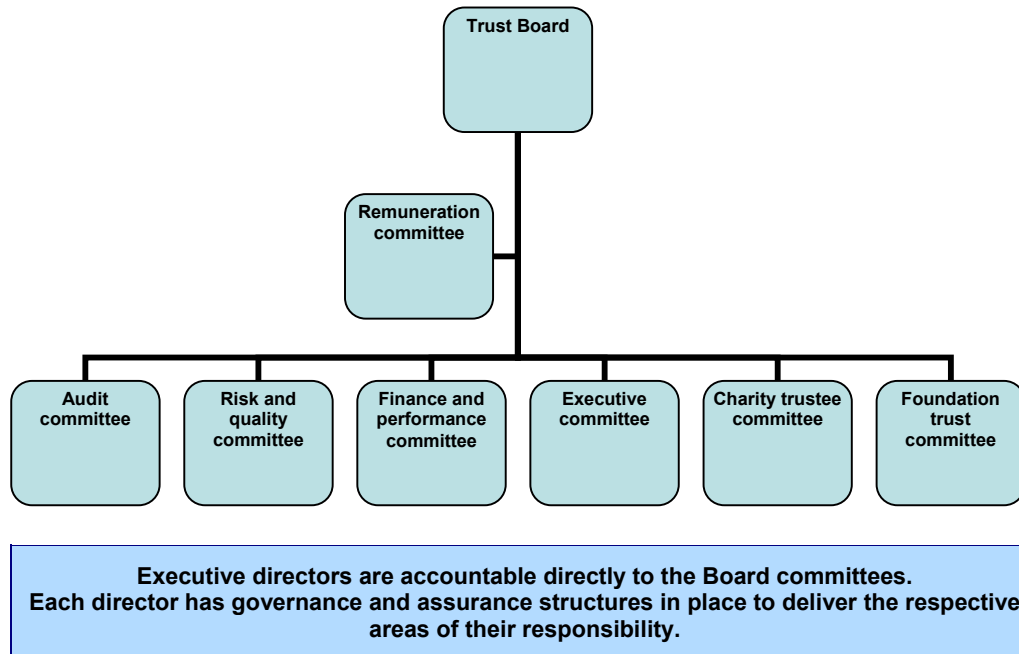 Trust Board
Remuneration
committee
Audit
committee
Risk and
quality
committee
Finance and
performance
committee
Executive
committee
Charity trustee
committee
Foundation
trust
committee
Executive directors are accountable directly to the Board committees.
Each director has governance and assurance structures in place to deliver the respective
areas of their responsibility.